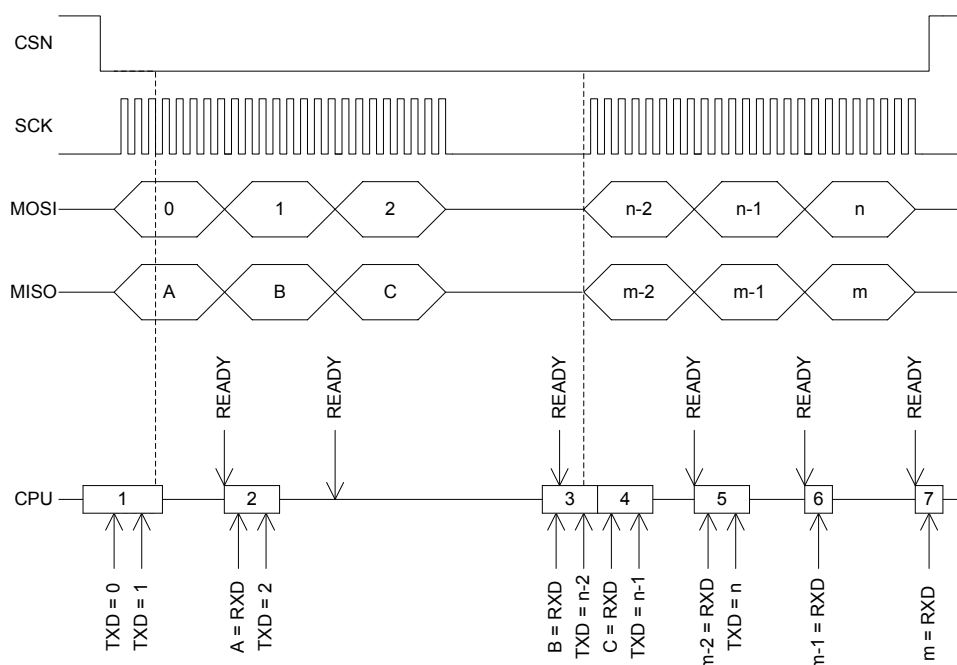 CSN
SCK
MOSI
0
1
2
n-2
n-1
n
MISO
A
B
C
m-2
m-1
m
READY
READY
READY
READY
READY
READY
CPU
1
2
3
4
5
6
7
TXD = 0
TXD = 1
A = RXD
TXD = 2
B = RXD
TXD = n-2
C = RXD
TXD = n-1
m-2 = RXD
TXD = n
m-1 = RXD
m = RXD